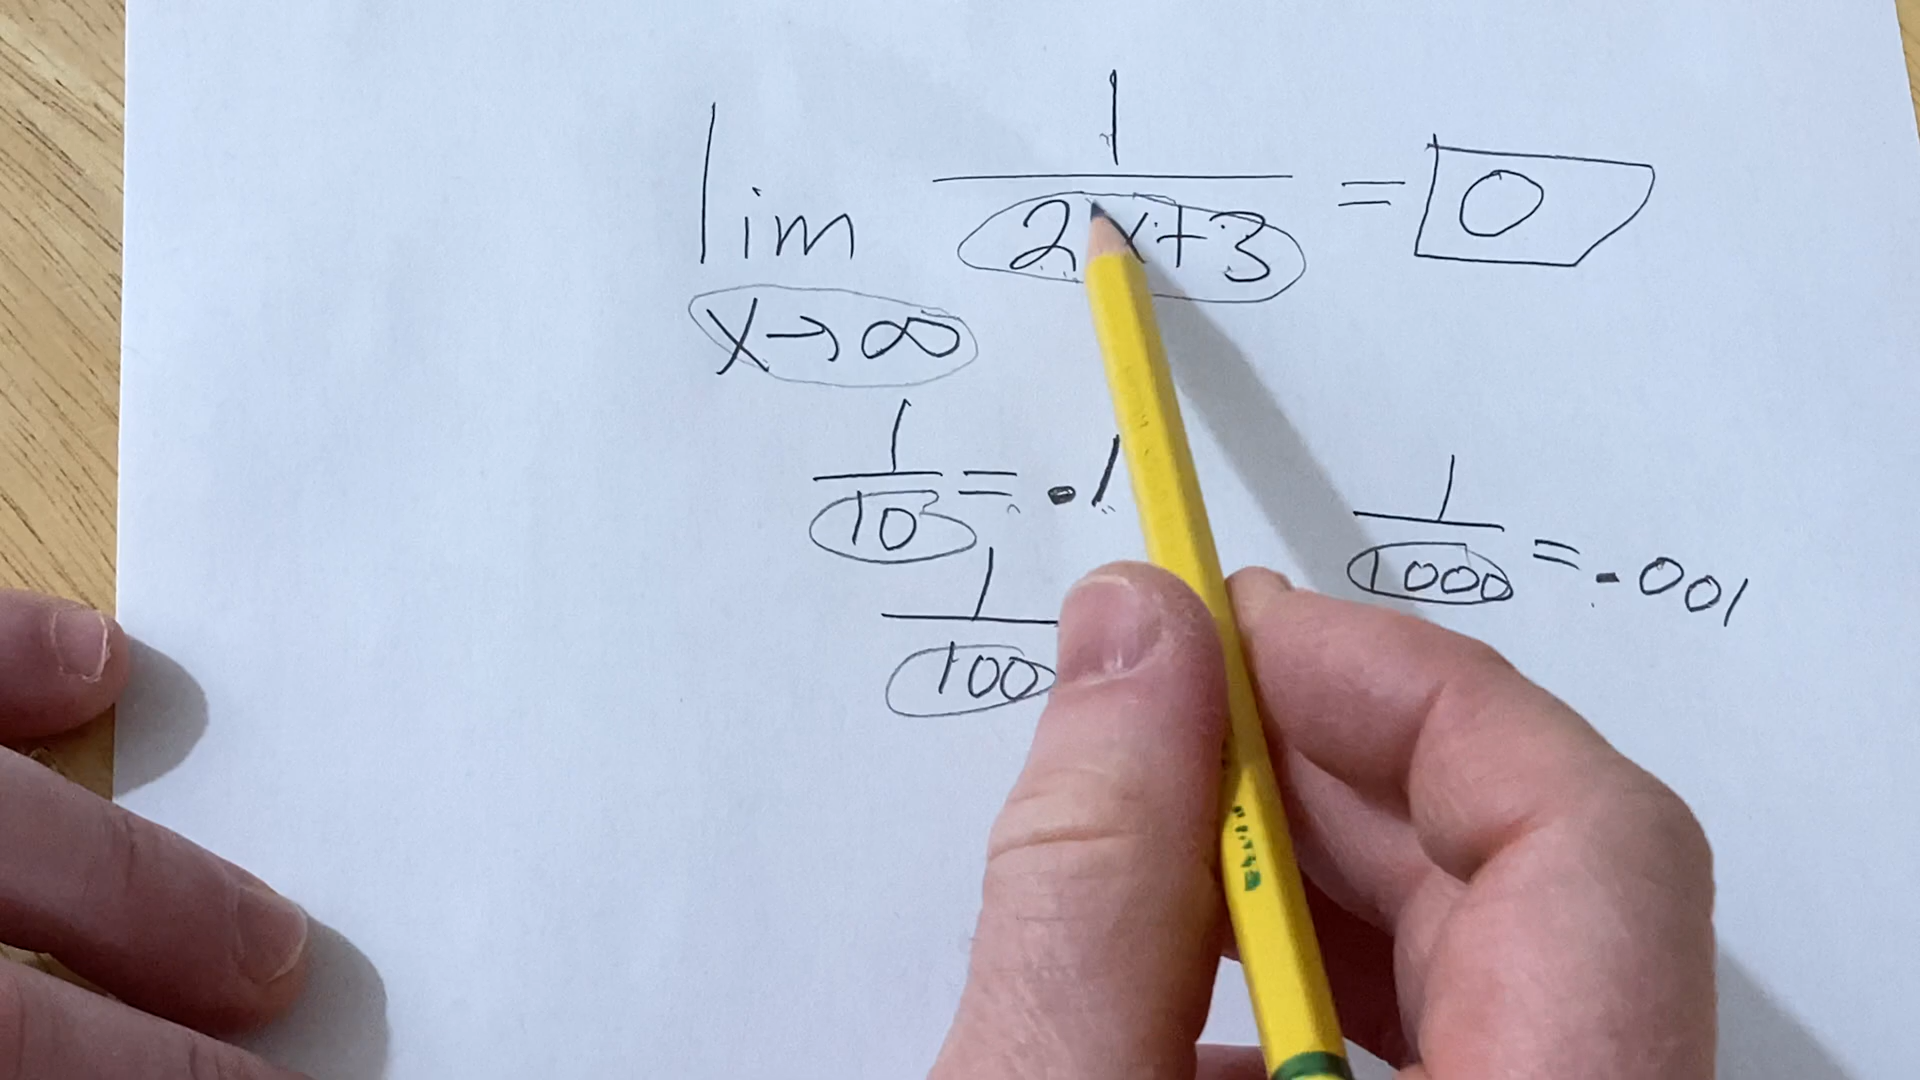 lim 1/(2x+3) = 0
x→∞
1/10 = .1
1/1000 = .001
1/100